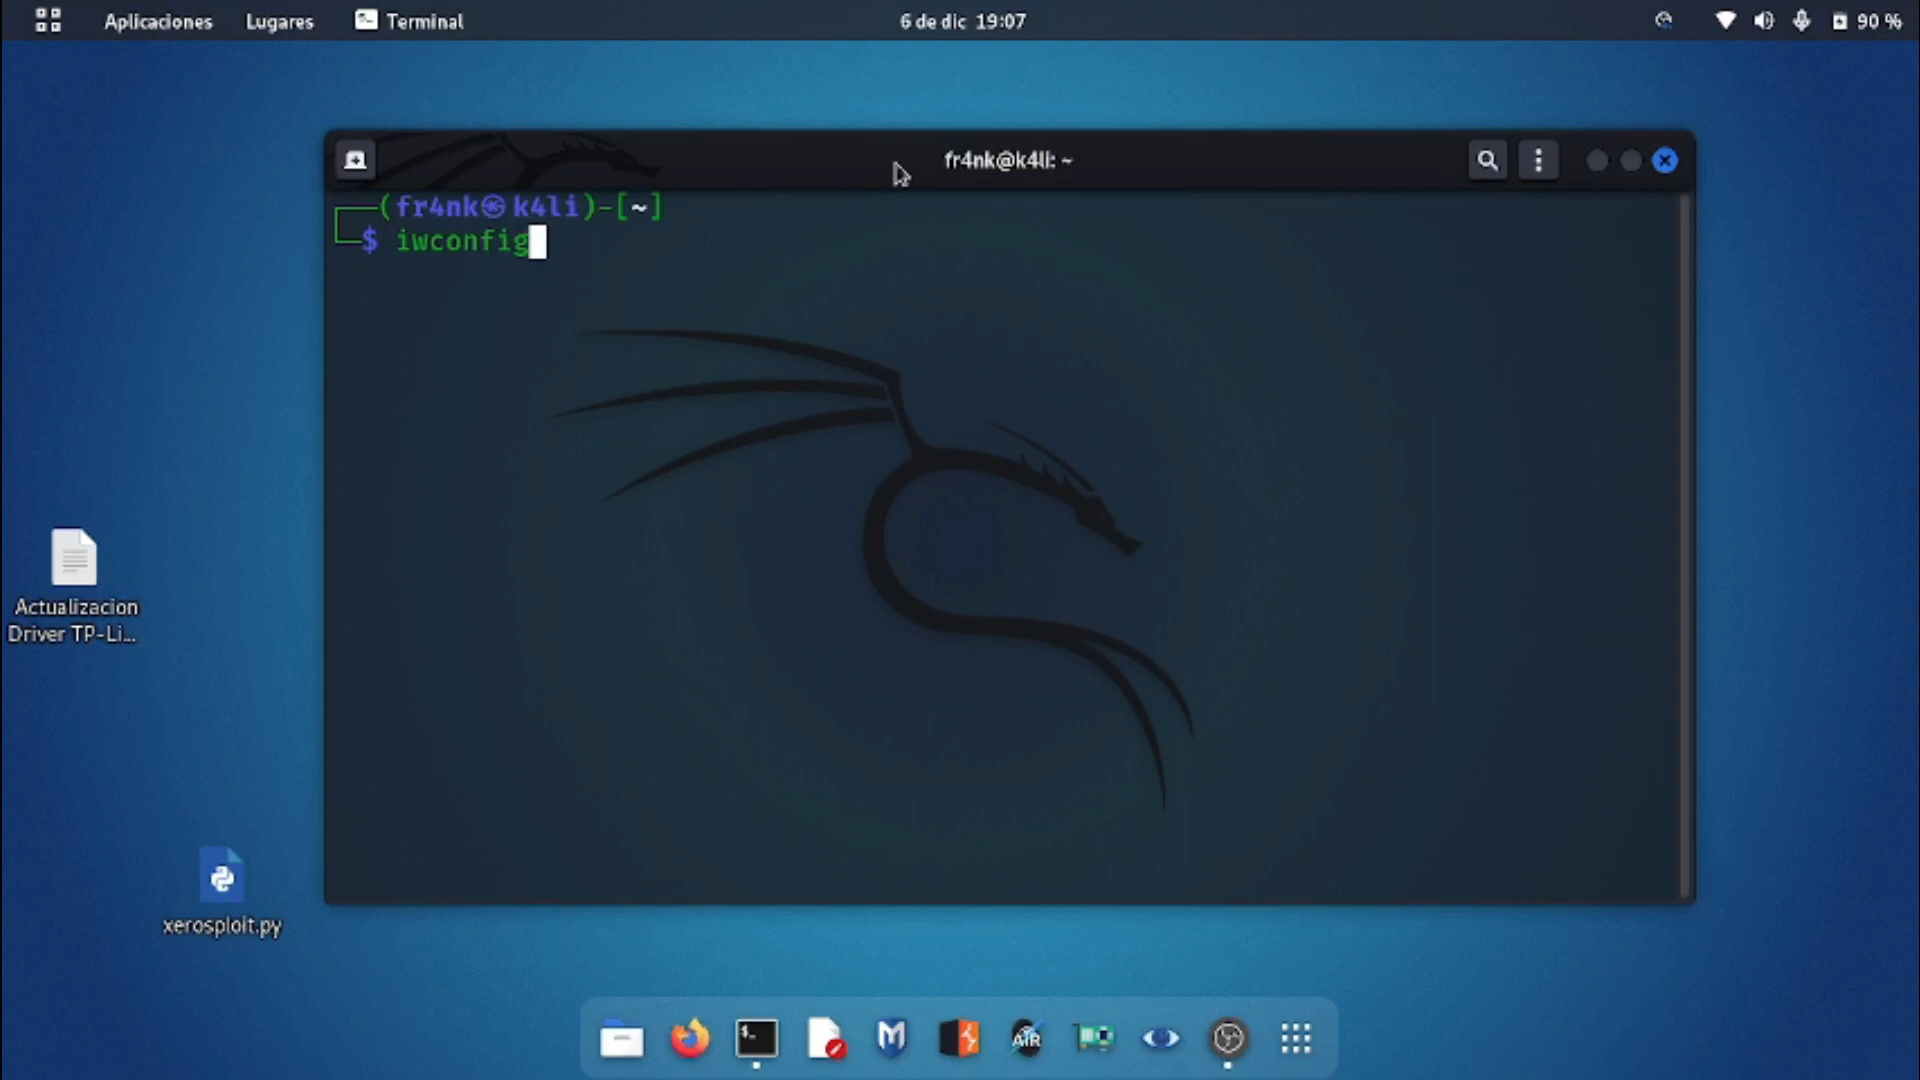 Aplicaciones Lugares Terminal 6 de dic 19:07 90 %
fr4nk@k4li: ~
(fr4nk㉿k4li)-[~]
$ iwconfig
Actualizacion
Driver TP-Li...
xerosploit.py
$_
M
AIR